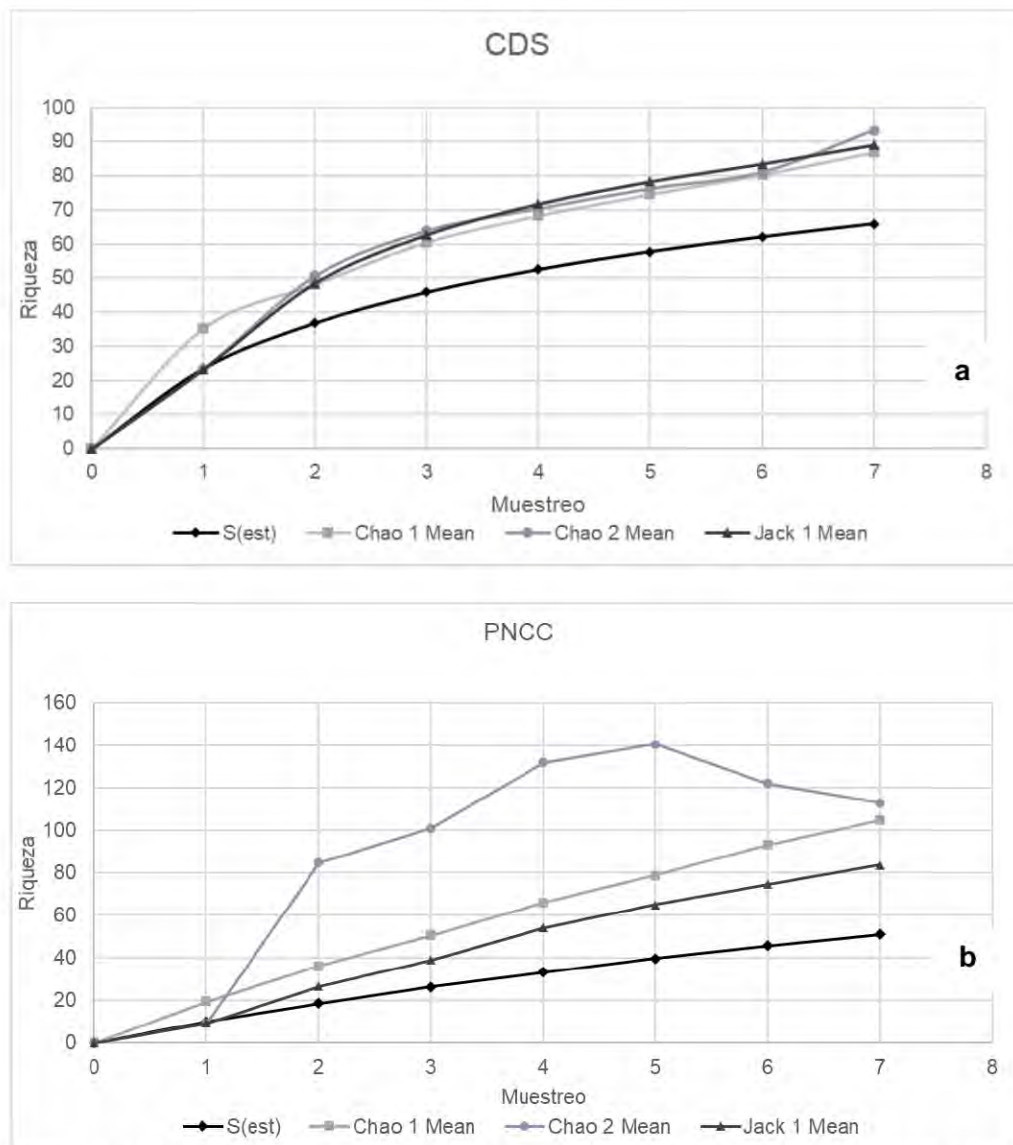 CDS
100
90
80
70
60
50
40
30
20
10
0
Riqueza
a
0 1 2 3 4 5 6 7 8
Muestreo
S(est) Chao 1 Mean Chao 2 Mean Jack 1 Mean
PNCC
160
140
120
100
80
60
40
20
0
Riqueza
b
0 1 2 3 4 5 6 7 8
Muestreo
S(est) Chao 1 Mean Chao 2 Mean Jack 1 Mean